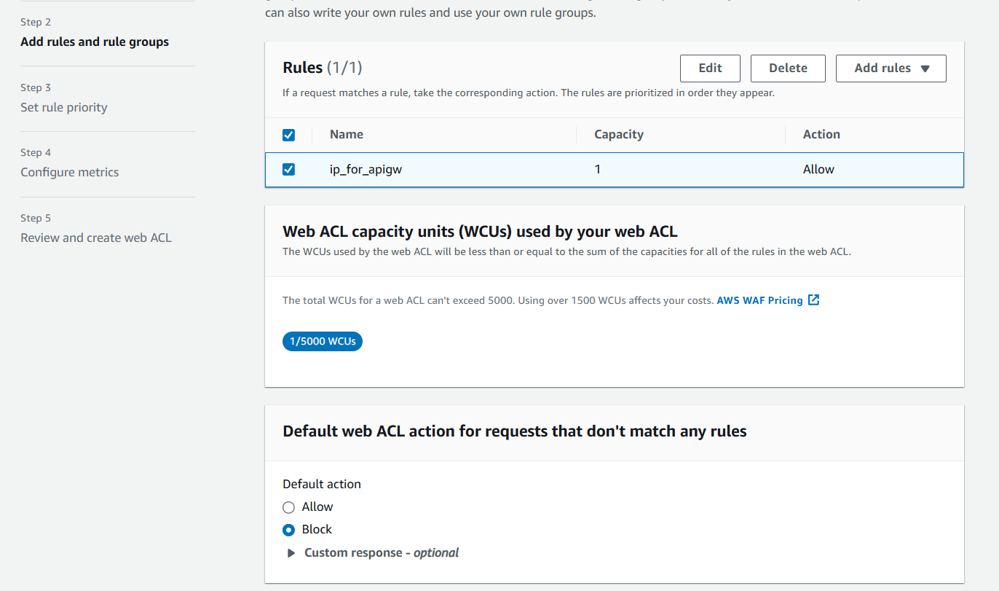 Step 2
Add rules and rule groups
Step 3
Set rule priority
Step 4
Configure metrics
Step 5
Review and create web ACL
can also write your own rules and use your own rule groups.
Rules (1/1)
Edit
Delete
Add rules
If a request matches a rule, take the corresponding action. The rules are prioritized in order they appear.
Name Capacity Action
ip_for_apigw 1 Allow
Web ACL capacity units (WCUs) used by your web ACL
The WCUs used by the web ACL will be less than or equal to the sum of the capacities for all of the rules in the web ACL.
The total WCUs for a web ACL can't exceed 5000. Using over 1500 WCUs affects your costs. AWS WAF Pricing
1/5000 WCUs
Default web ACL action for requests that don't match any rules
Default action
Allow
Block
Custom response - optional